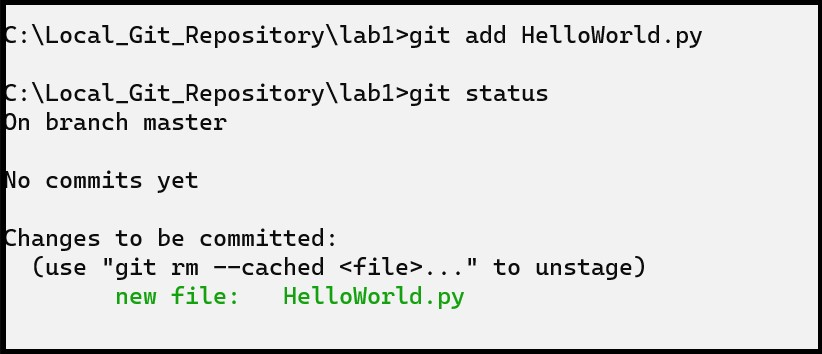 C:\Local_Git_Repository\lab1>git add HelloWorld.py
C:\Local_Git_Repository\lab1>git status
On branch master
No commits yet
Changes to be committed:
  (use "git rm --cached <file>..." to unstage)
        new file:   HelloWorld.py